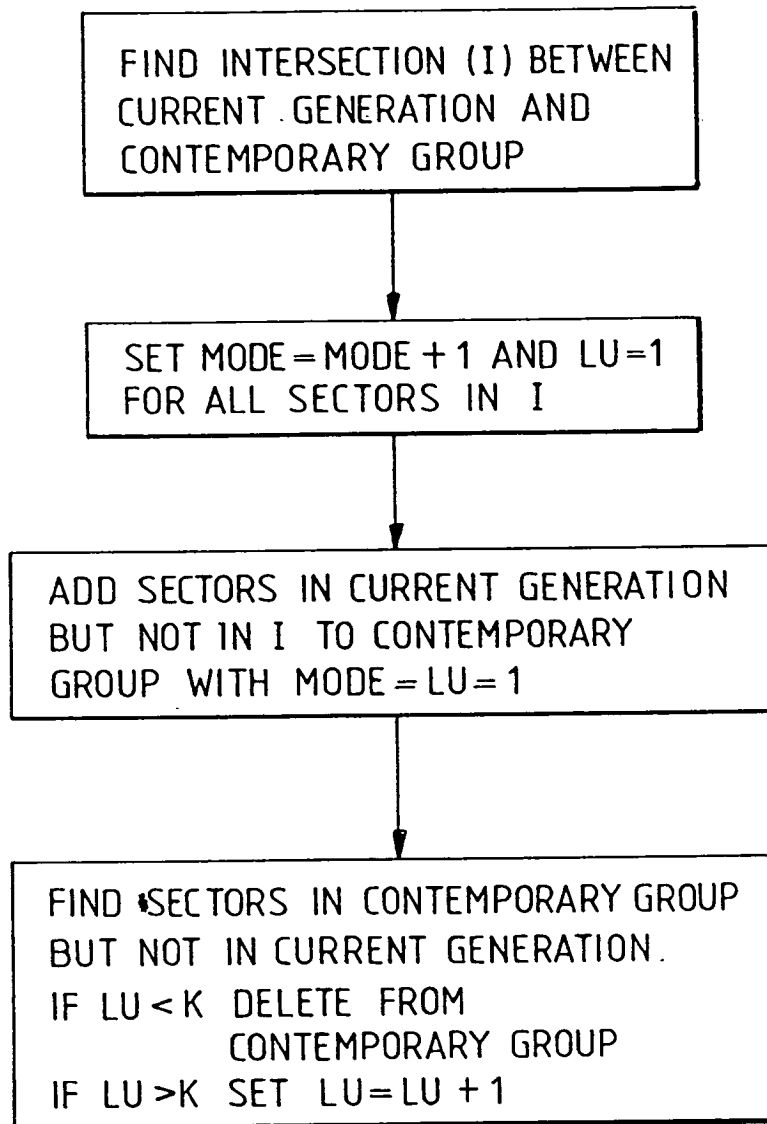 FIND INTERSECTION (I) BETWEEN
CURRENT GENERATION AND
CONTEMPORARY GROUP
SET MODE=MODE+1 AND LU=1
FOR ALL SECTORS IN I
ADD SECTORS IN CURRENT GENERATION
BUT NOT IN I TO CONTEMPORARY
GROUP WITH MODE=LU=1
FIND SECTORS IN CONTEMPORARY GROUP
BUT NOT IN CURRENT GENERATION.
IF LU<K DELETE FROM
CONTEMPORARY GROUP
IF LU>K SET LU=LU+1